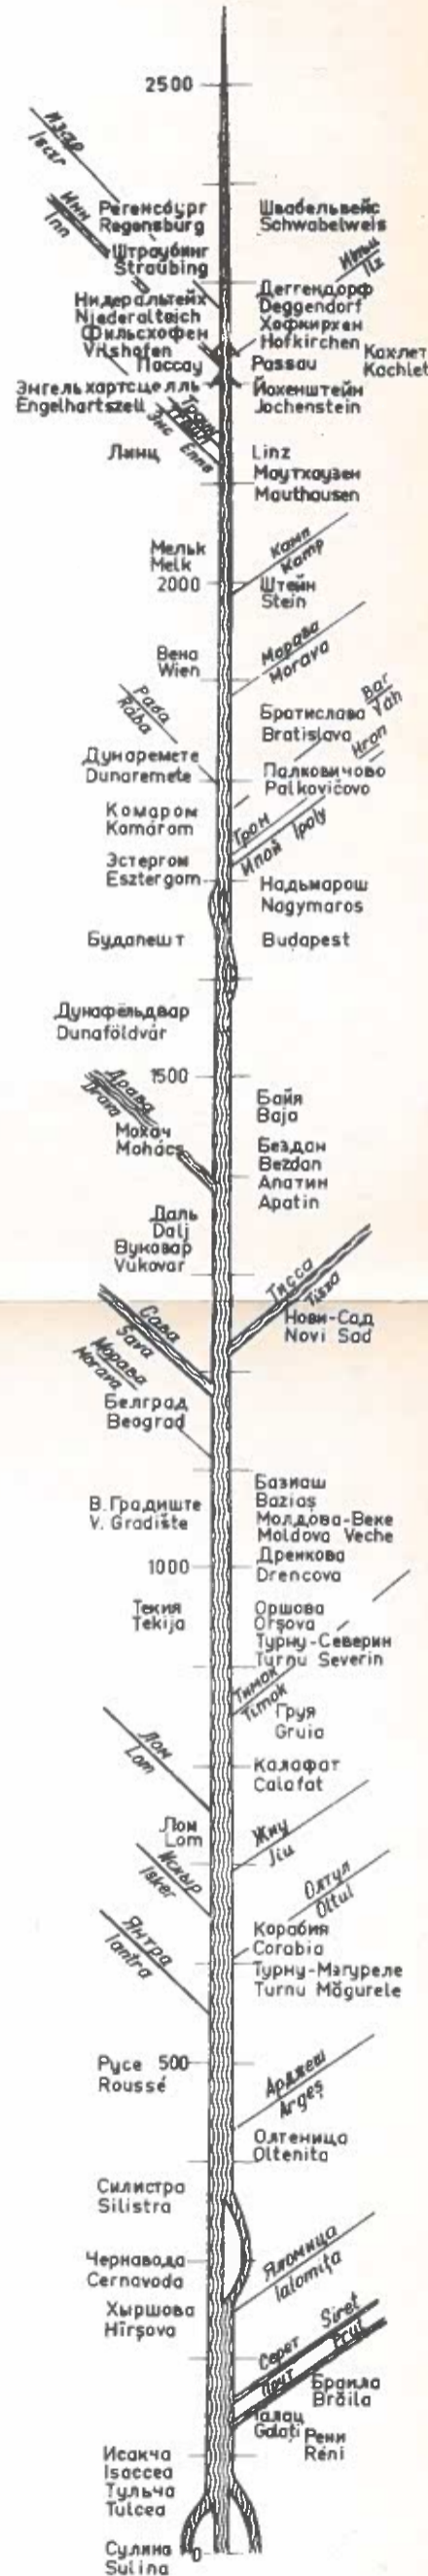 2500
Изар
Isar
Инн
Inn
Регенсбург
Regensburg
Швабельвейс
Schwabelweis
Штраубинг
Straubing
Ильц
Ilz
Нидеральтейх
Niederalteich
Деггендорф
Deggendorf
Фильсхофен
Vilshofen
Хофкирхен
Hofkirchen
Пассау
Passau
Кахлет
Kachlet
Энгельхартсцелль
Engelhartszell
Йохенштейн
Jochenstein
Траун
Traun
Энс Enns
Линц
Linz
Маутхаузен
Mauthausen
Мельк
Melk
Камп
Kamp
2000
Штейн
Stein
Вена
Wien
Морава
Morava
Раба
Rába
Ваг
Váh
Братислава
Bratislava
Hron
Дунаремете
Dunaremete
Палковичово
Palkovičovo
Комаром
Komárom
Грон
Ипой Ipoly
Эстергом
Esztergom
Надьмарош
Nagymaros
Будапешт
Budapest
Дунафёльдвар
Dunaföldvár
1500
Драва
Drava
Байя
Baja
Мохач
Mohács
Бездан
Bezdan
Апатин
Apatin
Даль
Dalj
Вуковар
Vukovar
Тисса
Tisza
Нови-Сад
Novi Sad
Сава
Sava
Морава
Morava
Белград
Beograd
Базиаш
Baziaş
В. Градиште
V. Gradište
Молдова-Веке
Moldova Veche
1000
Дренкова
Drencova
Текия
Tekija
Оршова
Orşova
Турну-Северин
Turnu Severin
Тимок
Timok
Груя
Gruia
Лом
Lom
Калафат
Calafat
Лом
Lom
Жиу
Jiu
Искыр
Isker
Олтул
Oltul
Янтра
Iantra
Корабия
Corabia
Турну-Мэгуреле
Turnu Măgurele
Русе 500
Roussé
Арджеш
Argeş
Олтеница
Oltenita
Силистра
Silistra
Чернавода
Cernavoda
Яломица
Ialomiţa
Хыршова
Hîrşova
Серет Siret
Прут Prut
Браила
Brăila
Галац
Galaţi
Рени
Réni
Исакча
Isaccea
Тульча
Tulcea
Сулина 0
Sulina